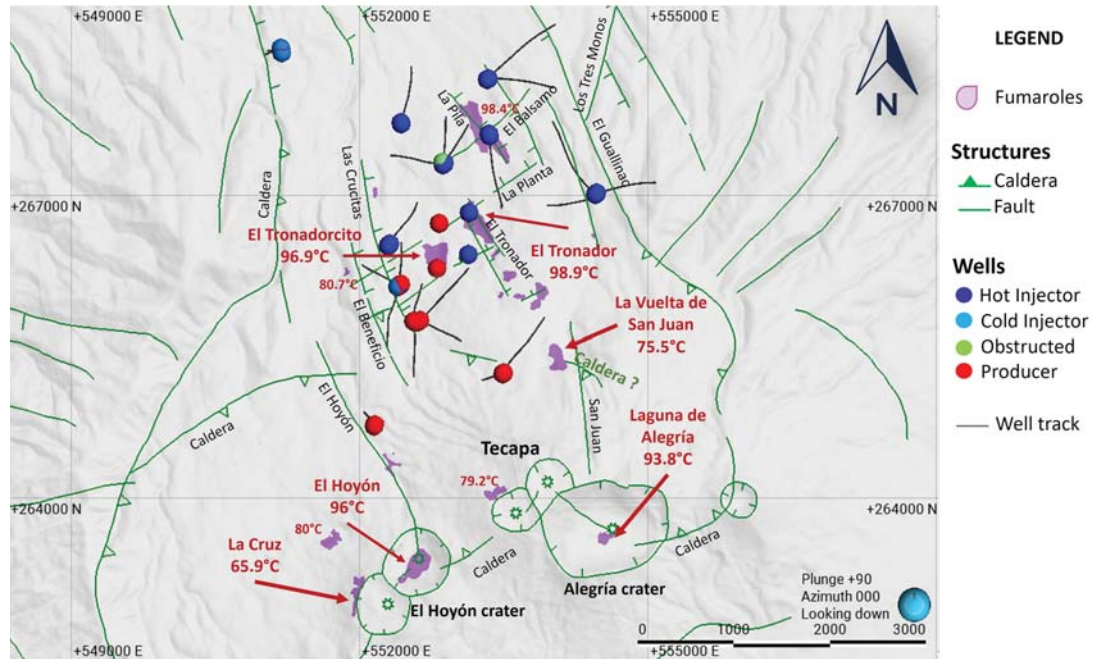 +549000 E
+552000 E
+555000 E
LEGEND
Fumaroles
Structures
Caldera
Fault
Wells
Hot Injector
Cold Injector
Obstructed
Producer
Well track
N
Los Tres Monos
98.4°C
La Pila
El Balsamo
El Guallinac
Caldera
Las Crucitas
La Planta
+267000 N
+267000 N
El Tronadorcito
96.9°C
El Tronador
El Tronador
98.9°C
80.7°C
El Beneficio
La Vuelta de
San Juan
75.5°C
Caldera ?
El Hoyón
San Juan
Caldera
Laguna de
Alegría
93.8°C
Tecapa
79.2°C
+264000 N
+264000 N
El Hoyón
96°C
80°C
La Cruz
65.9°C
Caldera
Caldera
El Hoyón crater
Alegría crater
Plunge +90
Azimuth 000
Looking down
0 1000 2000 3000
+549000 E
+552000 E
+555000 E